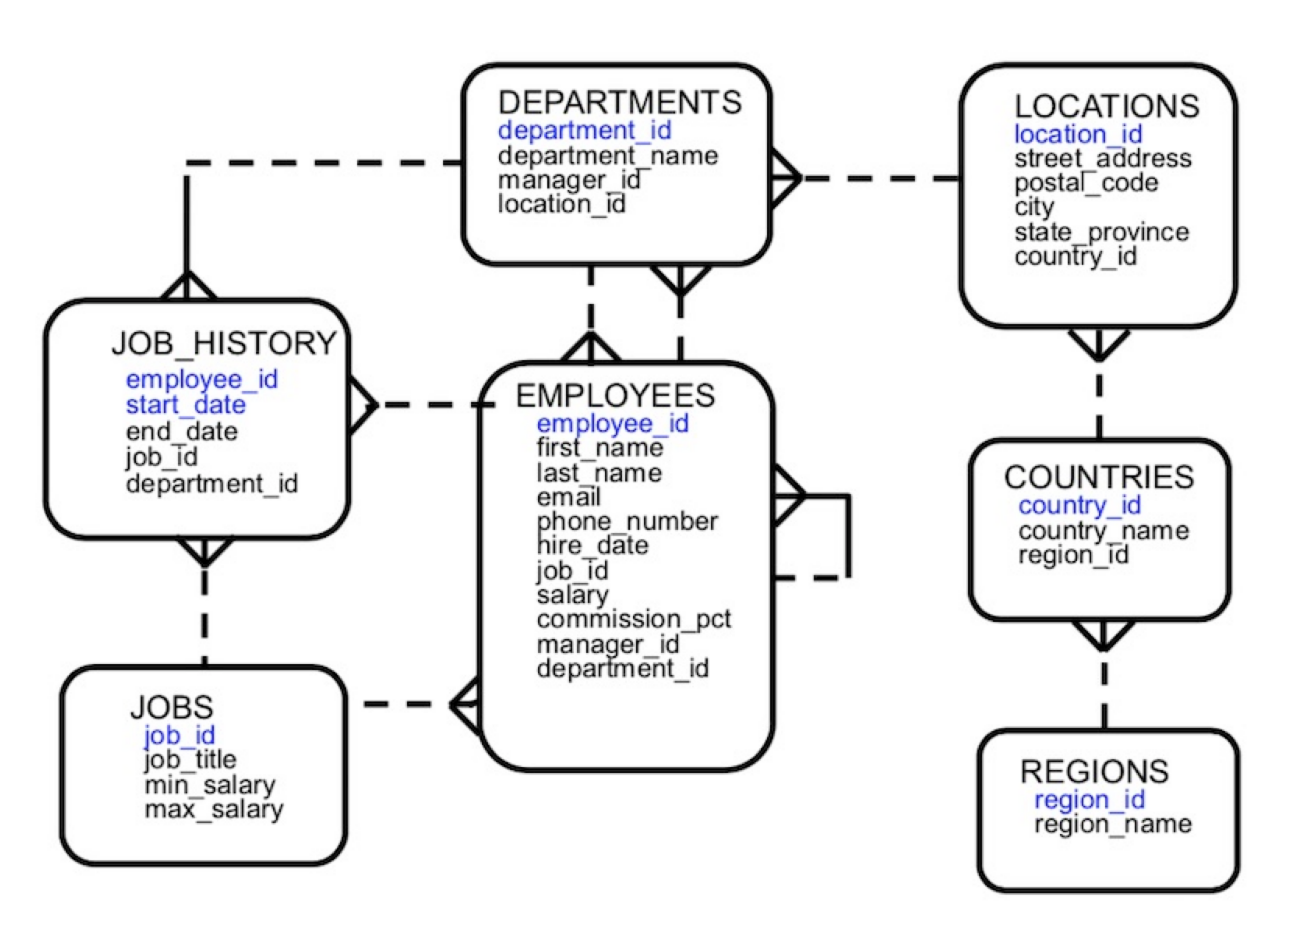 DEPARTMENTS
department_id
department_name
manager_id
location_id
LOCATIONS
location_id
street_address
postal_code
city
state_province
country_id
JOB_HISTORY
employee_id
start_date
end_date
job_id
department_id
EMPLOYEES
employee_id
first_name
last_name
email
phone_number
hire_date
job_id
salary
commission_pct
manager_id
department_id
COUNTRIES
country_id
country_name
region_id
JOBS
job_id
job_title
min_salary
max_salary
REGIONS
region_id
region_name